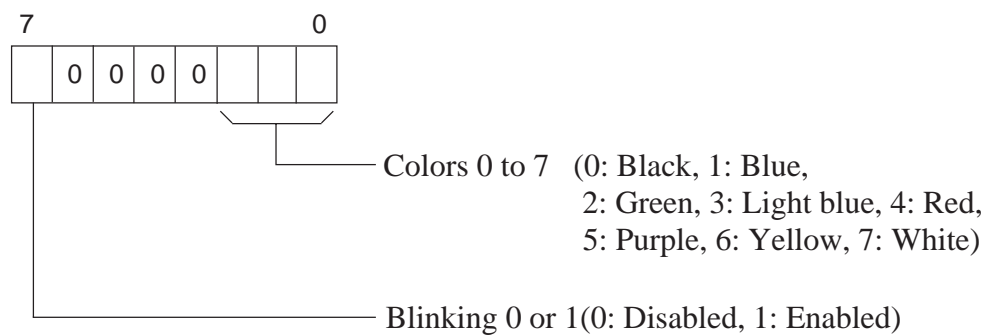 7 0
0 0 0 0
Colors 0 to 7 (0: Black, 1: Blue,
2: Green, 3: Light blue, 4: Red,
5: Purple, 6: Yellow, 7: White)
Blinking 0 or 1(0: Disabled, 1: Enabled)